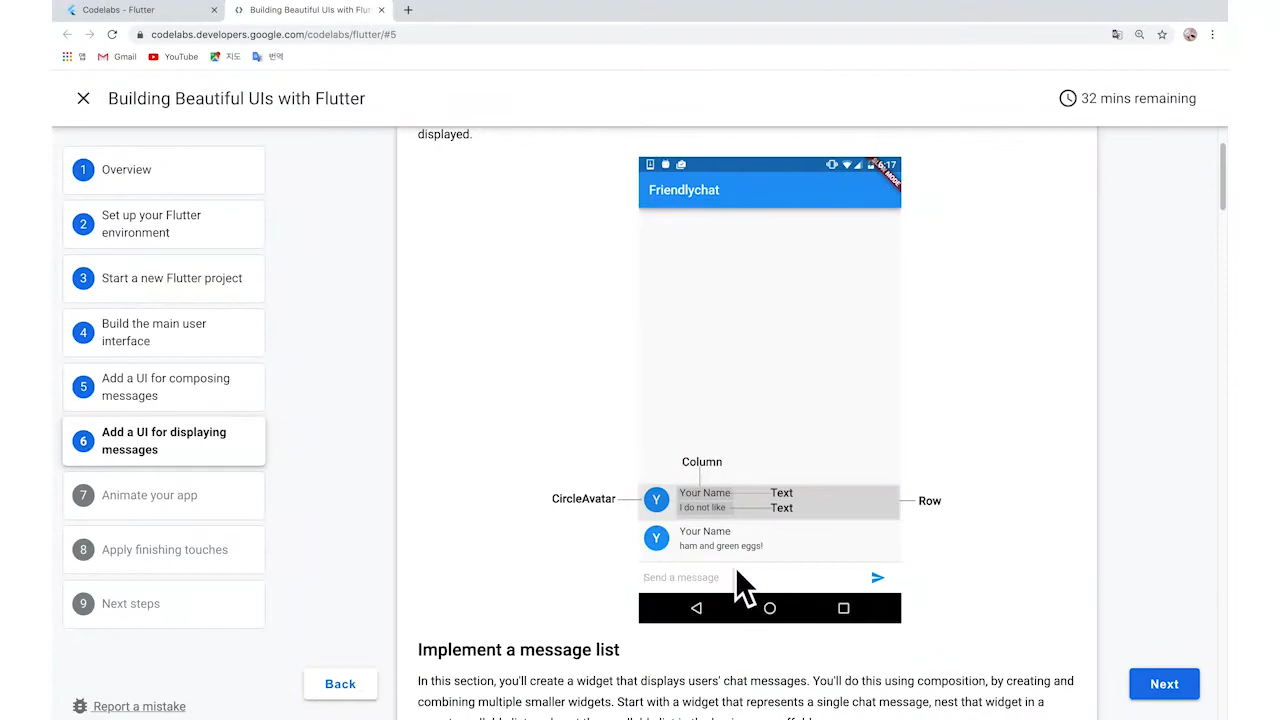 Codelabs - Flutter
Building Beautiful UIs with Flut
codelabs.developers.google.com/codelabs/flutter/#5
앱 Gmail YouTube 지도 번역
Building Beautiful UIs with Flutter
32 mins remaining
1 Overview
2 Set up your Flutter
environment
3 Start a new Flutter project
4 Build the main user
interface
5 Add a UI for composing
messages
6 Add a UI for displaying
messages
7 Animate your app
8 Apply finishing touches
9 Next steps
Report a mistake
displayed.
6:17
Friendlychat
Column
CircleAvatar
Y
Your Name
Text
I do not like
Text
Row
Y
Your Name
ham and green eggs!
Send a message
Implement a message list
In this section, you'll create a widget that displays users' chat messages. You'll do this using composition, by creating and
combining multiple smaller widgets. Start with a widget that represents a single chat message, nest that widget in a
Back
Next